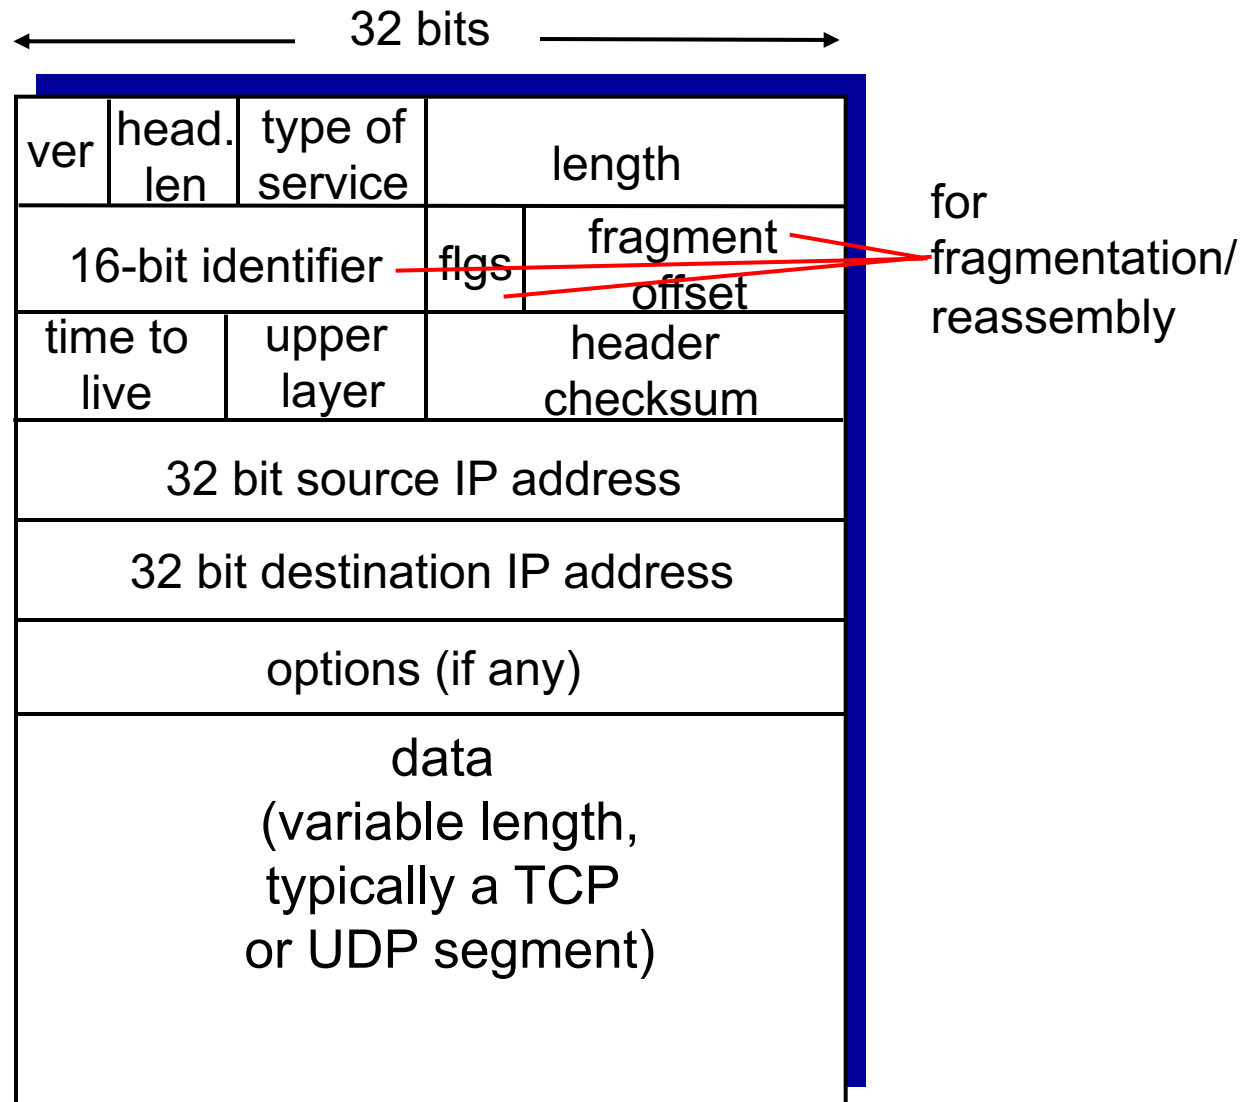 32 bits
ver
head.
len
type of
service
length
16-bit identifier
flgs
fragment
offset
for
fragmentation/
reassembly
time to
live
upper
layer
header
checksum
32 bit source IP address
32 bit destination IP address
options (if any)
data
(variable length,
typically a TCP
or UDP segment)